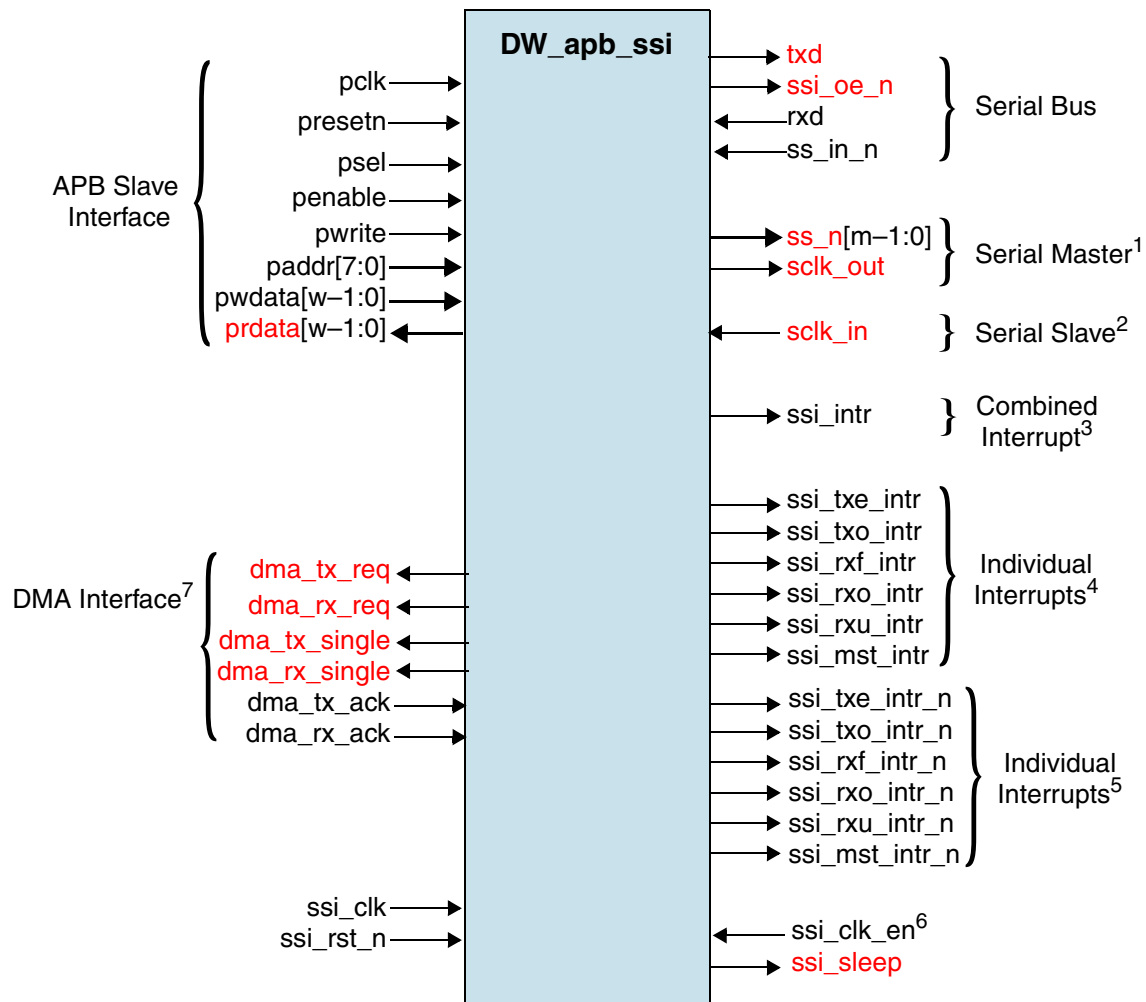 DW_apb_ssi
APB Slave
Interface
pclk
presetn
psel
penable
pwrite
paddr[7:0]
pwdata[w–1:0]
prdata[w–1:0]
DMA Interface7
dma_tx_req
dma_rx_req
dma_tx_single
dma_rx_single
dma_tx_ack
dma_rx_ack
ssi_clk
ssi_rst_n
txd
ssi_oe_n
rxd
ss_in_n
Serial Bus
ss_n[m–1:0]
sclk_out
Serial Master1
sclk_in
Serial Slave2
ssi_intr
Combined
Interrupt3
ssi_txe_intr
ssi_txo_intr
ssi_rxf_intr
ssi_rxo_intr
ssi_rxu_intr
ssi_mst_intr
Individual
Interrupts4
ssi_txe_intr_n
ssi_txo_intr_n
ssi_rxf_intr_n
ssi_rxo_intr_n
ssi_rxu_intr_n
ssi_mst_intr_n
Individual
Interrupts5
ssi_clk_en6
ssi_sleep